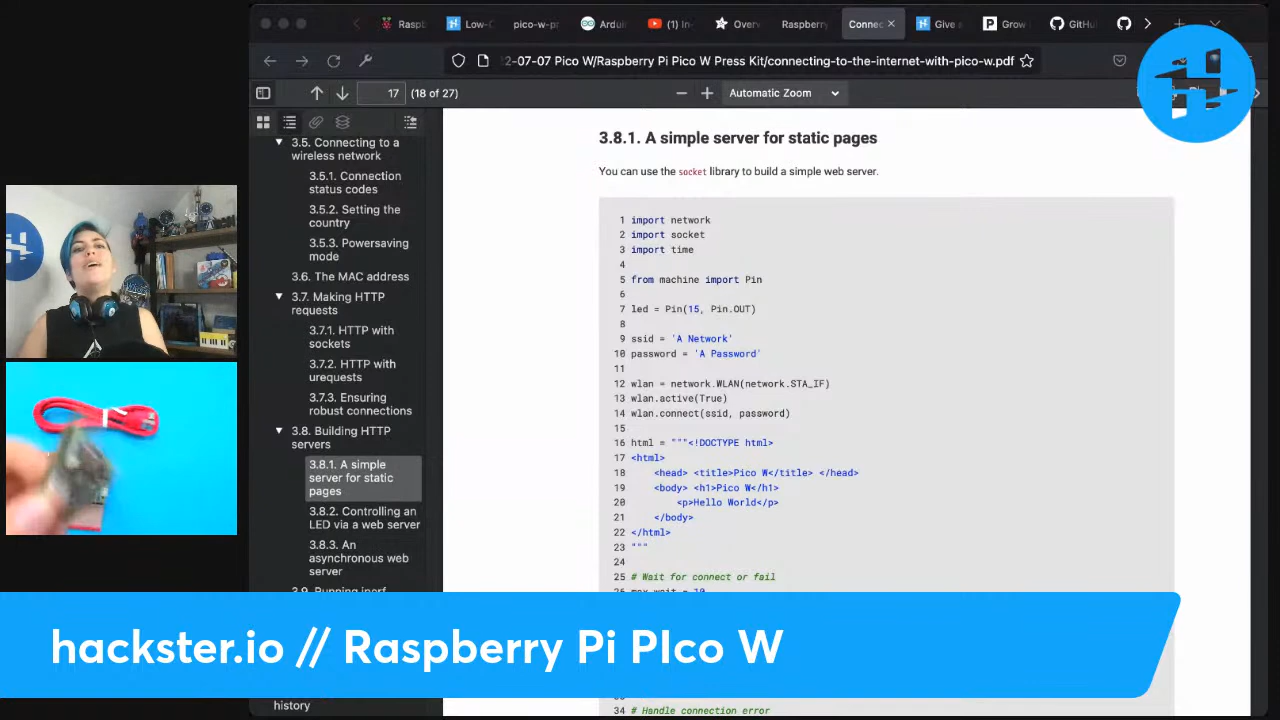 Raspb
Low-C
pico-w-pr
Ardui
(1) In-
Overv
Raspberry
Connec
Give a
Grow
GitHub
2-07-07 Pico W/Raspberry Pi Pico W Press Kit/connecting-to-the-internet-with-pico-w.pdf
17
(18 of 27)
Automatic Zoom
3.5. Connecting to a
wireless network
3.5.1. Connection
status codes
3.5.2. Setting the
country
3.5.3. Powersaving
mode
3.6. The MAC address
3.7. Making HTTP
requests
3.7.1. HTTP with
sockets
3.7.2. HTTP with
urequests
3.7.3. Ensuring
robust connections
3.8. Building HTTP
servers
3.8.1. A simple
server for static
pages
3.8.2. Controlling an
LED via a web server
3.8.3. An
asynchronous web
server
3.9. Running iperf
history
3.8.1. A simple server for static pages
You can use the socket library to build a simple web server.
1 import network
2 import socket
3 import time
4
5 from machine import Pin
6
7 led = Pin(15, Pin.OUT)
8
9 ssid = 'A Network'
10 password = 'A Password'
11
12 wlan = network.WLAN(network.STA_IF)
13 wlan.active(True)
14 wlan.connect(ssid, password)
15
16 html = """<!DOCTYPE html>
17 <html>
18 <head> <title>Pico W</title> </head>
19 <body> <h1>Pico W</h1>
20 <p>Hello World</p>
21 </body>
22 </html>
23 """
24
25 # Wait for connect or fail
26 max_wait = 10
34 # Handle connection error
hackster.io // Raspberry Pi PIco W